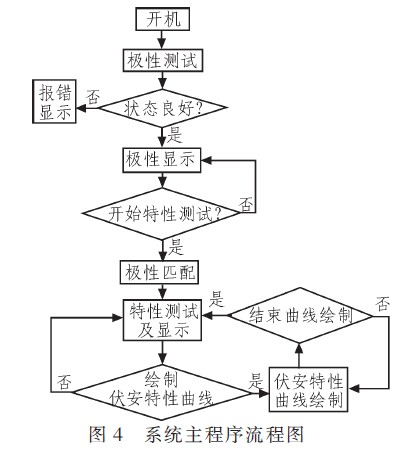 开机
极性测试
报错
显示
否
状态良好?
是
极性显示
开始特性测试?
否
是
极性匹配
特性测试
及显示
是
结束曲线绘制
否
否
绘制
伏安特性曲线
是
伏安特性
曲线绘制
图 4 系统主程序流程图